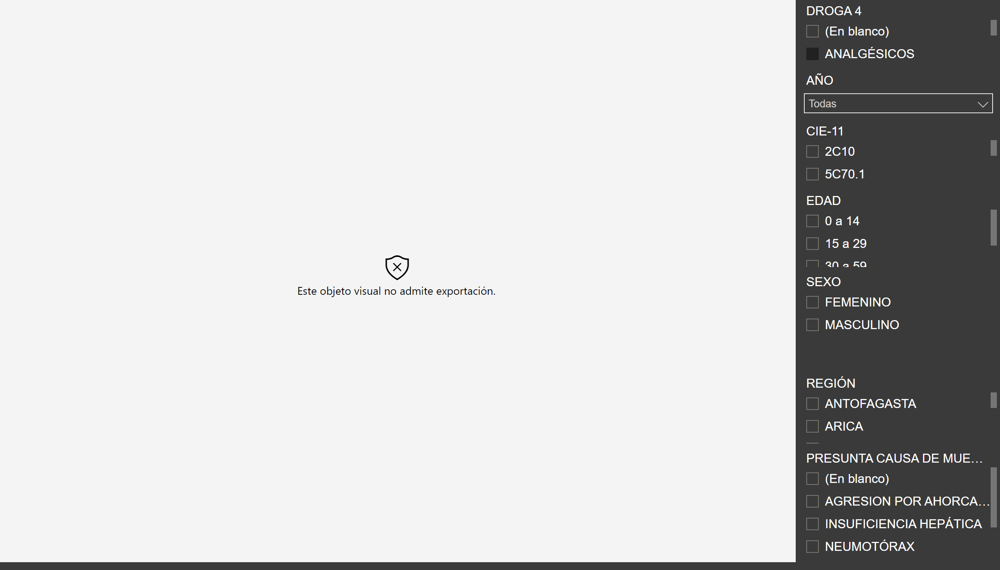 Este objeto visual no admite exportación.
DROGA 4
(En blanco)
ANALGÉSICOS
AÑO
Todas
CIE-11
2C10
5C70.1
EDAD
0 a 14
15 a 29
30 a 59
SEXO
FEMENINO
MASCULINO
REGIÓN
ANTOFAGASTA
ARICA
PRESUNTA CAUSA DE MUE…
(En blanco)
AGRESION POR AHORCA…
INSUFICIENCIA HEPÁTICA
NEUMOTÓRAX